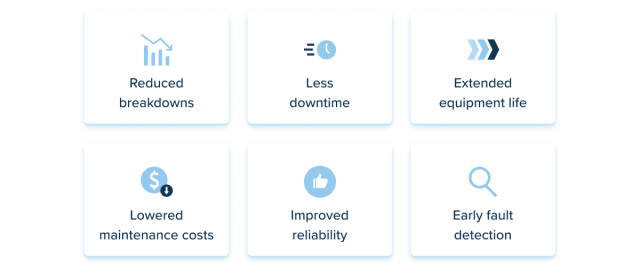 Reduced
breakdowns
Less
downtime
Extended
equipment life
Lowered
maintenance costs
Improved
reliability
Early fault
detection